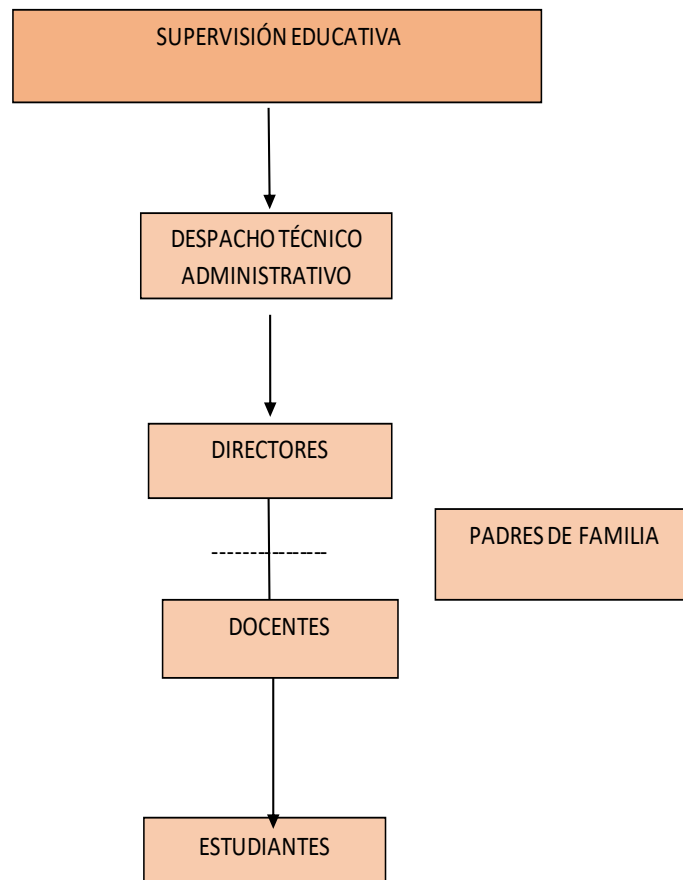 SUPERVISIÓN EDUCATIVA
DESPACHO TÉCNICO
ADMINISTRATIVO
DIRECTORES
PADRES DE FAMILIA
DOCENTES
ESTUDIANTES